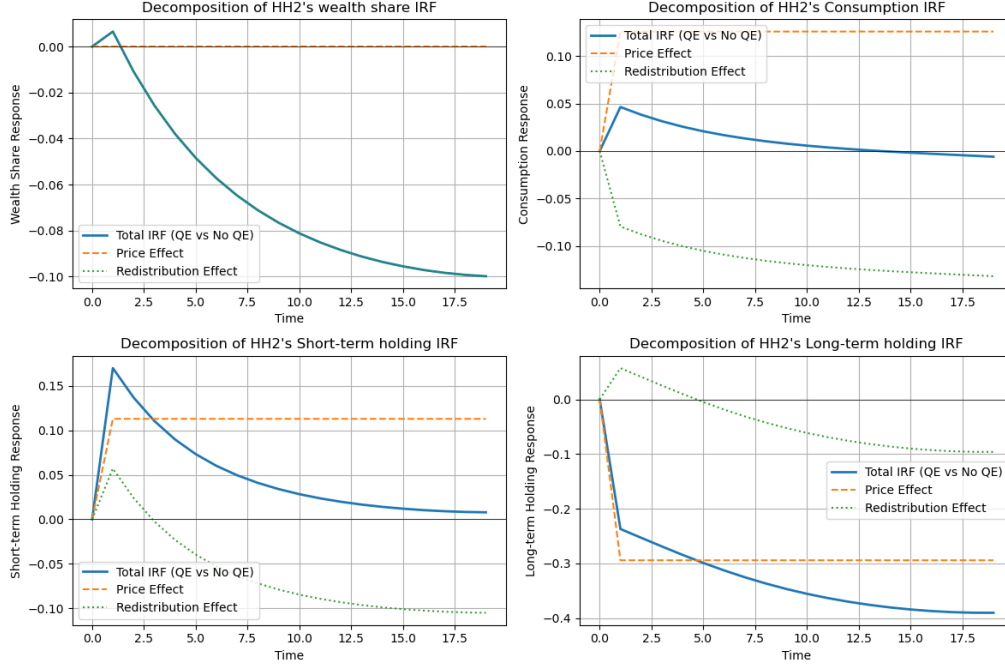 Decomposition of HH2's wealth share IRF
Wealth Share Response
0.00
−0.02
−0.04
−0.06
−0.08
−0.10
Total IRF (QE vs No QE)
Price Effect
Redistribution Effect
0.0 2.5 5.0 7.5 10.0 12.5 15.0 17.5
Time
Decomposition of HH2's Consumption IRF
Consumption Response
0.10
0.05
0.00
−0.05
−0.10
Total IRF (QE vs No QE)
Price Effect
Redistribution Effect
0.0 2.5 5.0 7.5 10.0 12.5 15.0 17.5
Time
Decomposition of HH2's Short-term holding IRF
Short-term Holding Response
0.15
0.10
0.05
0.00
−0.05
−0.10
Total IRF (QE vs No QE)
Price Effect
Redistribution Effect
0.0 2.5 5.0 7.5 10.0 12.5 15.0 17.5
Time
Decomposition of HH2's Long-term holding IRF
Long-term Holding Response
0.0
−0.1
−0.2
−0.3
−0.4
Total IRF (QE vs No QE)
Price Effect
Redistribution Effect
0.0 2.5 5.0 7.5 10.0 12.5 15.0 17.5
Time